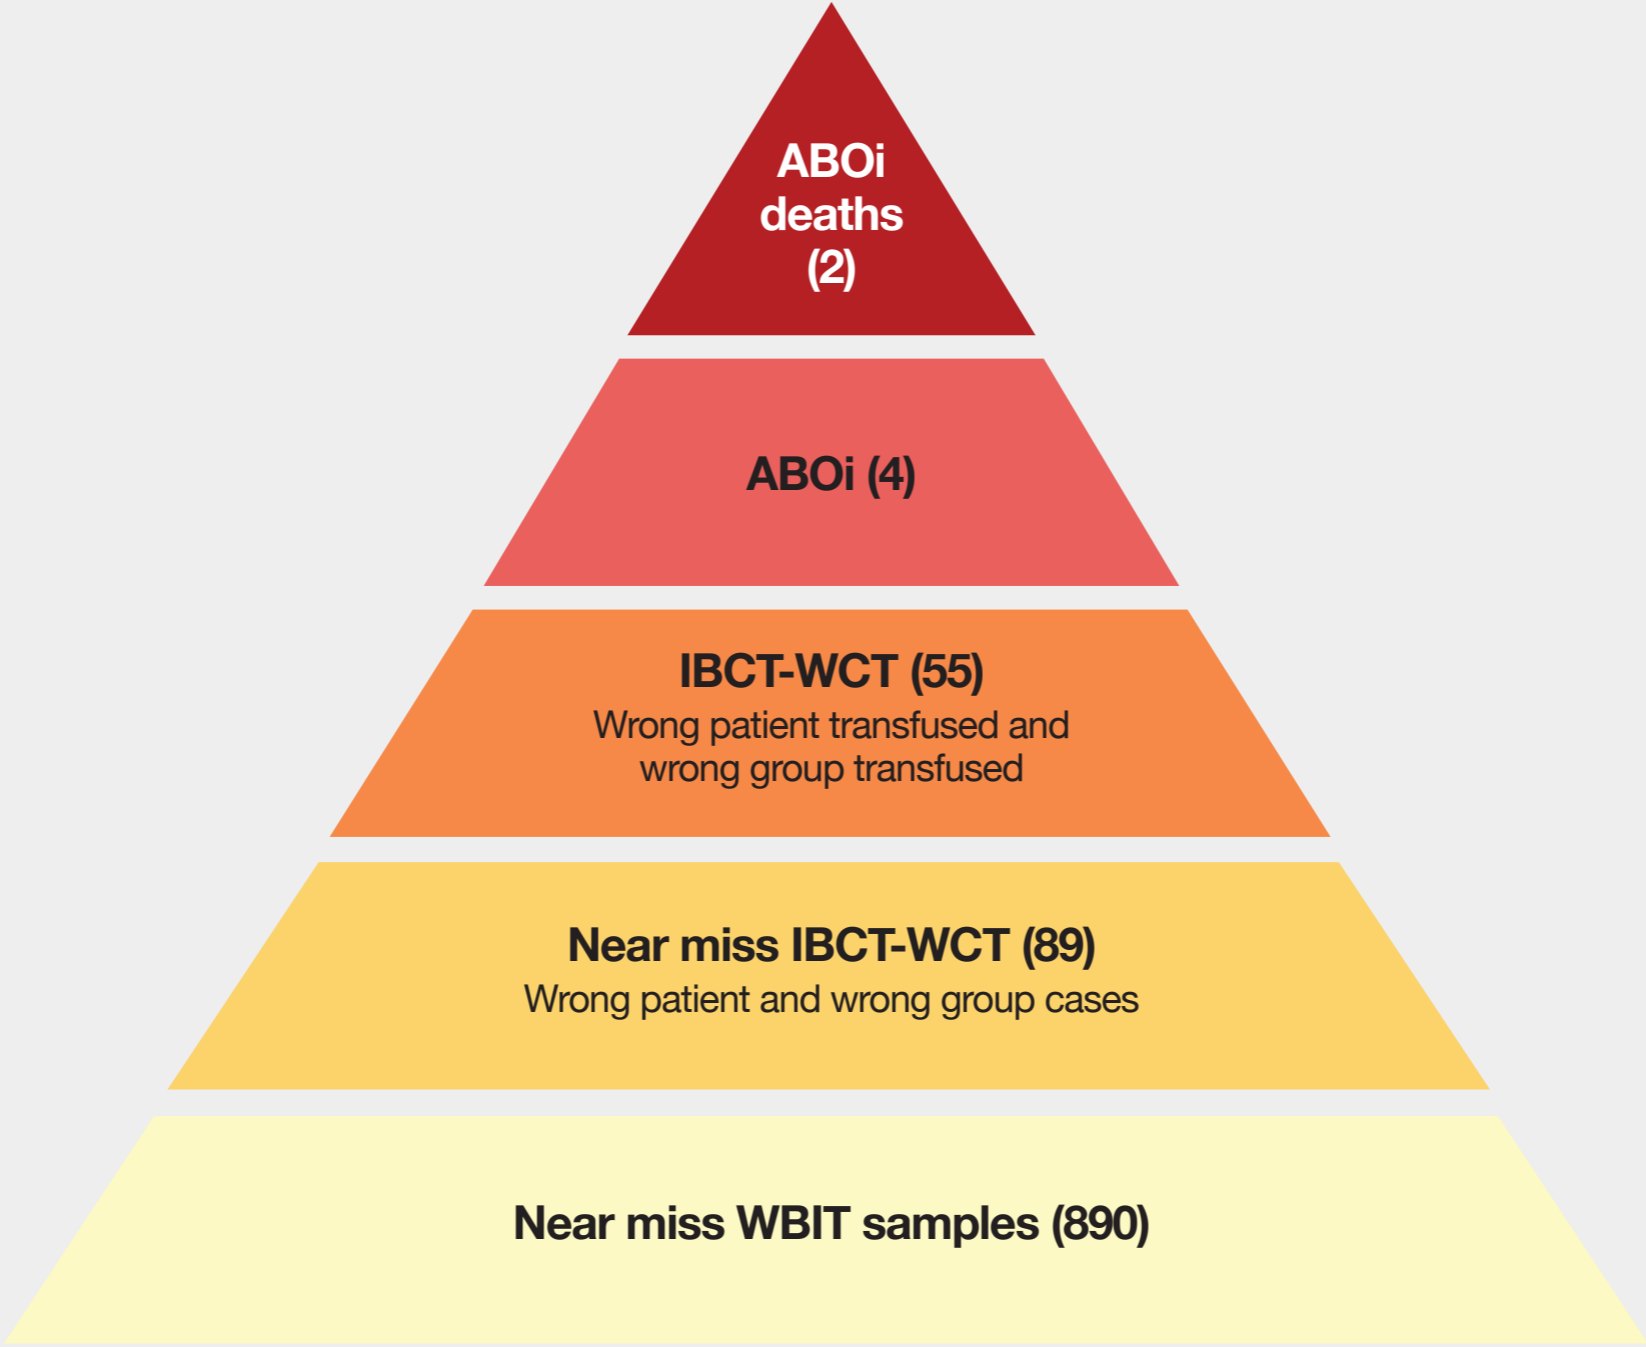 ABOi
deaths
(2)
ABOi (4)
IBCT-WCT (55)
Wrong patient transfused and
wrong group transfused
Near miss IBCT-WCT (89)
Wrong patient and wrong group cases
Near miss WBIT samples (890)